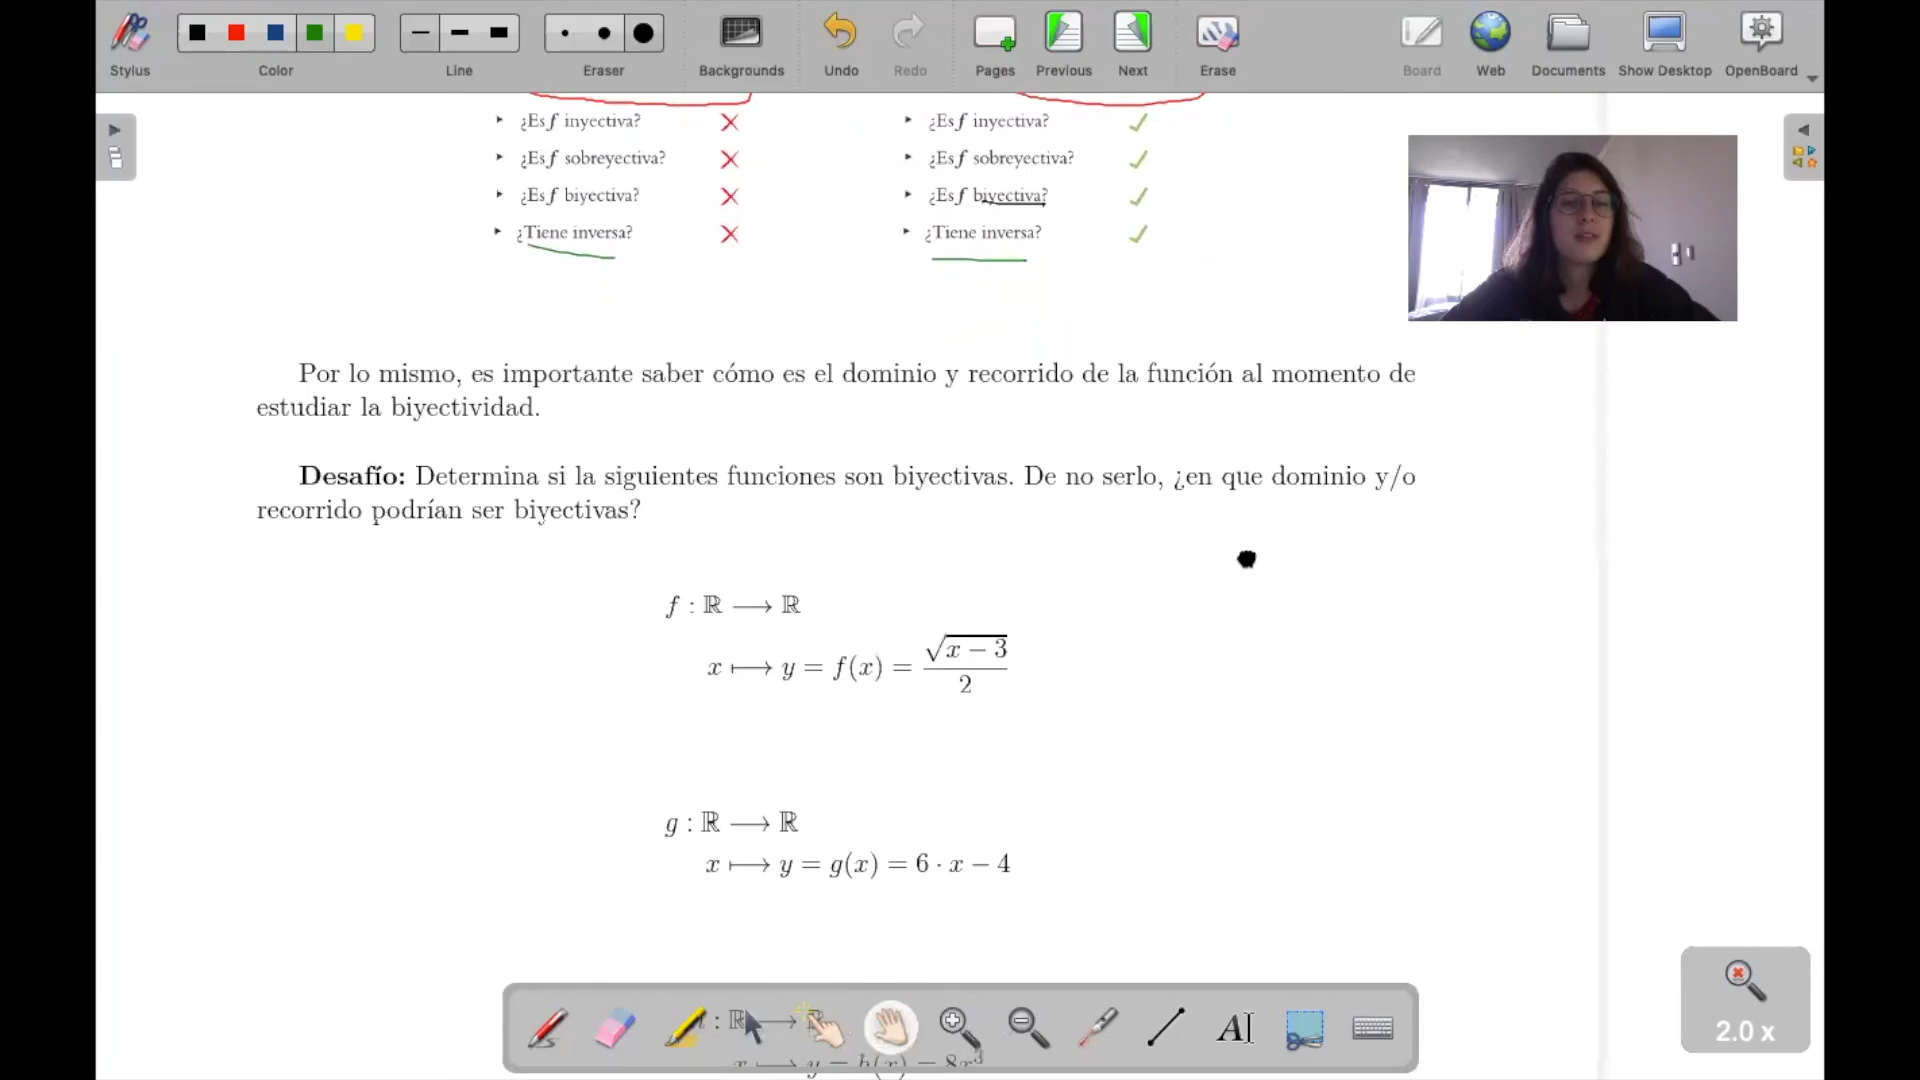 Stylus Color Line Eraser Backgrounds Undo Redo Pages Previous Next Erase Board Web Documents Show Desktop OpenBoard
¿Es f inyectiva? ¿Es f inyectiva?
¿Es f sobreyectiva? ¿Es f sobreyectiva?
¿Es f biyectiva? ¿Es f biyectiva?
¿Tiene inversa? ¿Tiene inversa?
Por lo mismo, es importante saber cómo es el dominio y recorrido de la función al momento de
estudiar la biyectividad.
Desafío: Determina si la siguientes funciones son biyectivas. De no serlo, ¿en que dominio y/o
recorrido podrían ser biyectivas?
f : ℝ ⟶ ℝ
x ⟼ y = f(x) = √(x − 3) / 2
g : ℝ ⟶ ℝ
x ⟼ y = g(x) = 6 · x − 4
: ℝ ⟶ ℝ
x ⟼ y = h(x) = 8x³
AI
2.0 x